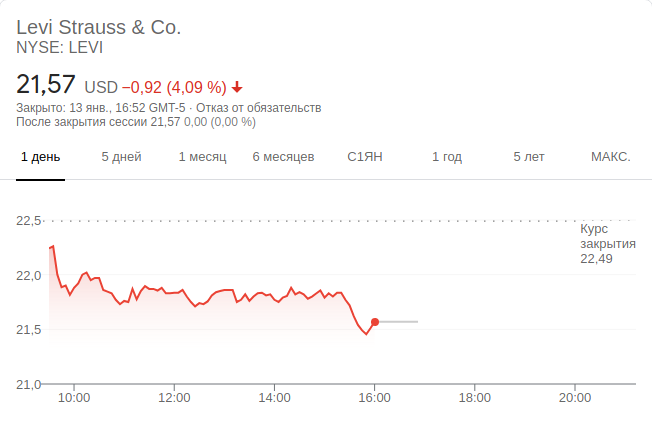 Levi Strauss & Co.
NYSE: LEVI
21,57 USD −0,92 (4,09 %)
Закрыто: 13 янв., 16:52 GMT-5 · Отказ от обязательств
После закрытия сессии 21,57 0,00 (0,00 %)
1 день 5 дней 1 месяц 6 месяцев С1ЯН 1 год 5 лет МАКС.
22,5
Курс
закрытия
22,49
22,0
21,5
21,0
10:00 12:00 14:00 16:00 18:00 20:00